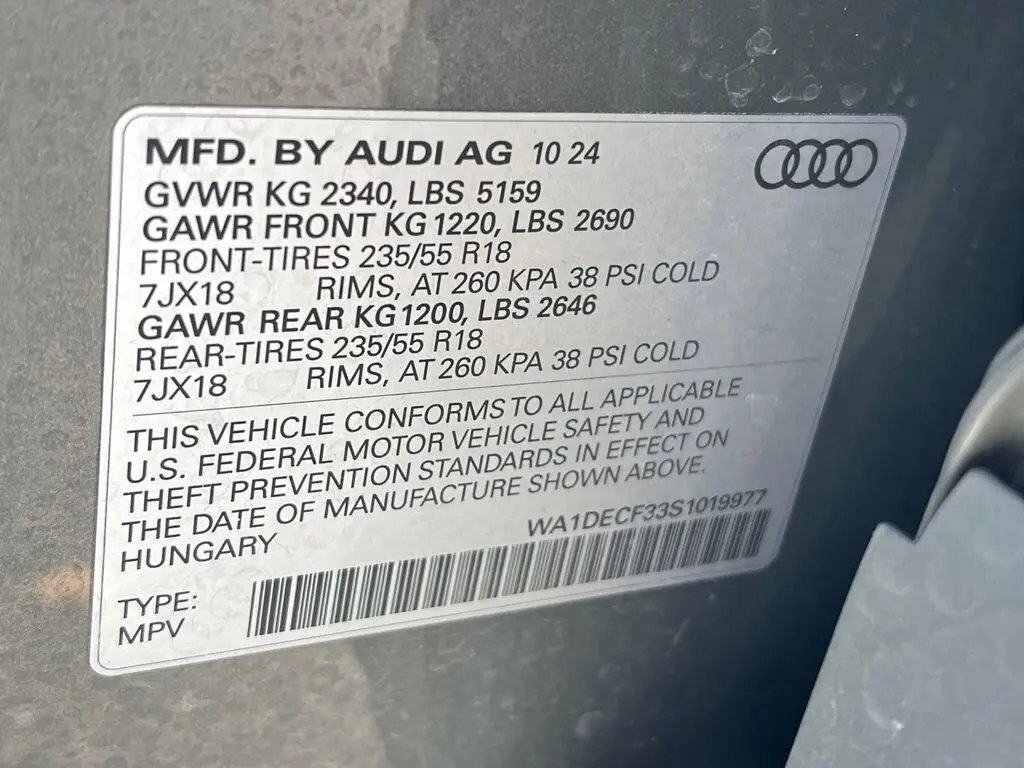 MFD. BY AUDI AG 10 24
GVWR KG 2340, LBS 5159
GAWR FRONT KG 1220, LBS 2690
FRONT-TIRES 235/55 R18
7JX18 RIMS, AT 260 KPA 38 PSI COLD
GAWR REAR KG 1200, LBS 2646
REAR-TIRES 235/55 R18
7JX18 RIMS, AT 260 KPA 38 PSI COLD
THIS VEHICLE CONFORMS TO ALL APPLICABLE
U.S. FEDERAL MOTOR VEHICLE SAFETY AND
THEFT PREVENTION STANDARDS IN EFFECT ON
THE DATE OF MANUFACTURE SHOWN ABOVE.
HUNGARY WA1DECF33S1019977
TYPE:
MPV